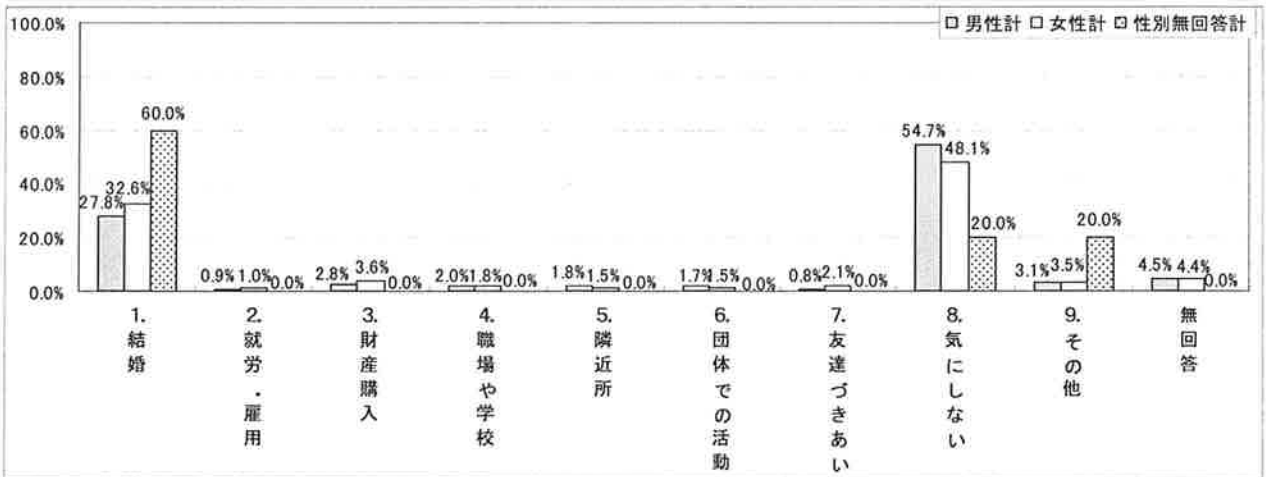 □ 男性計 □ 女性計 ▨ 性別無回答計
100.0%
80.0%
60.0%
40.0%
20.0%
0.0%
27.8% 32.6% 60.0%
0.9% 1.0% 0.0%
2.8% 3.6% 0.0%
2.0% 1.8% 0.0%
1.8% 1.5% 0.0%
1.7% 1.5% 0.0%
0.8% 2.1% 0.0%
54.7% 48.1% 20.0%
3.1% 3.5% 20.0%
4.5% 4.4% 0.0%
1.結婚
2.就労・雇用
3.財産購入
4.職場や学校
5.隣近所
6.団体での活動
7.友達づきあい
8.気にしない
9.その他
無回答